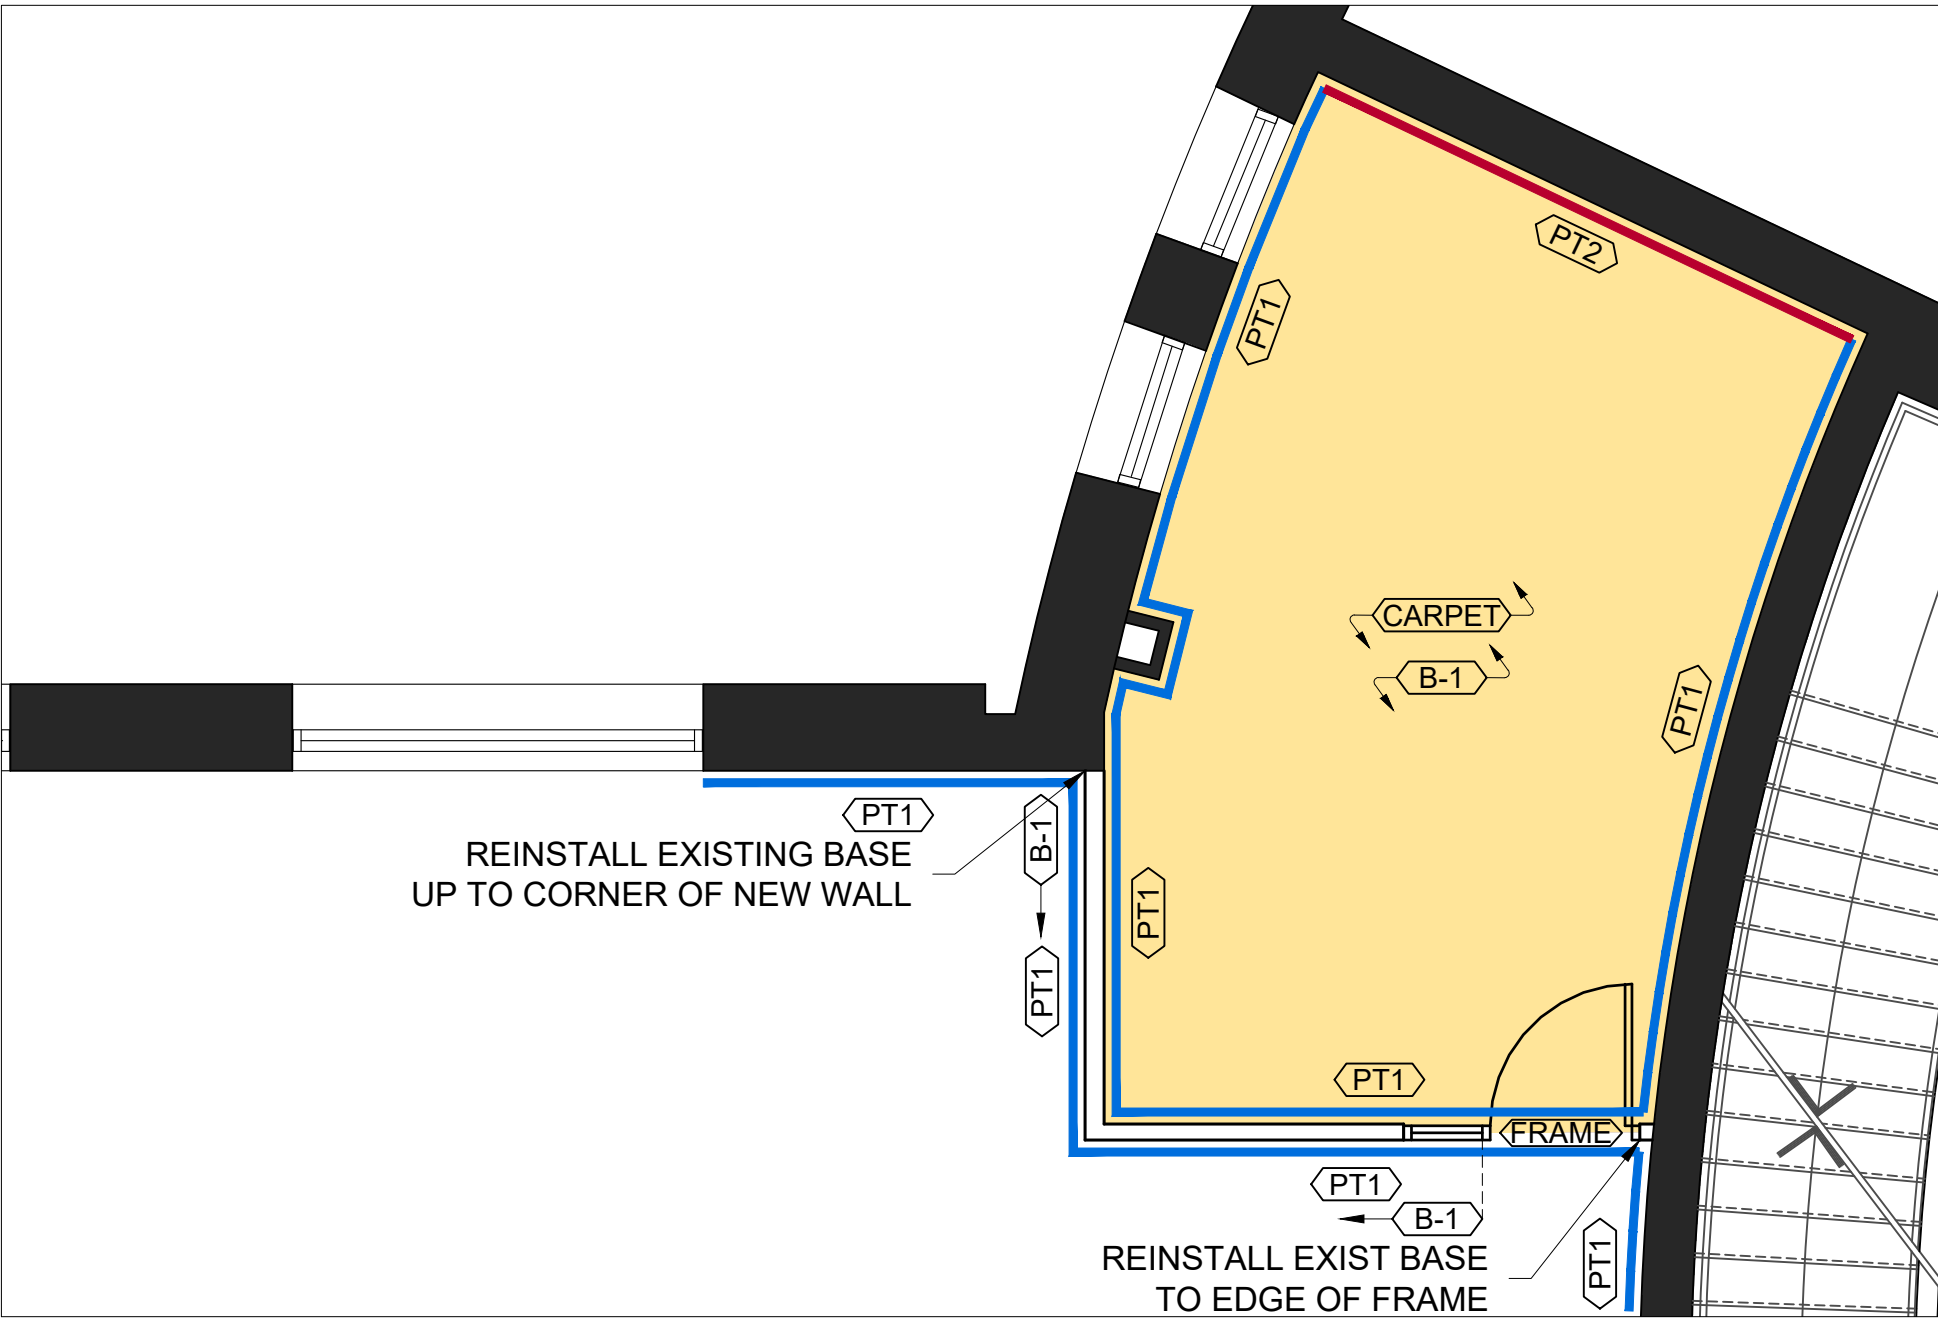 PT2
PT1
CARPET
B-1
PT1
PT1
REINSTALL EXISTING BASE
UP TO CORNER OF NEW WALL
B-1
PT1
PT1
PT1
FRAME
PT1
B-1
REINSTALL EXIST BASE
TO EDGE OF FRAME
PT1